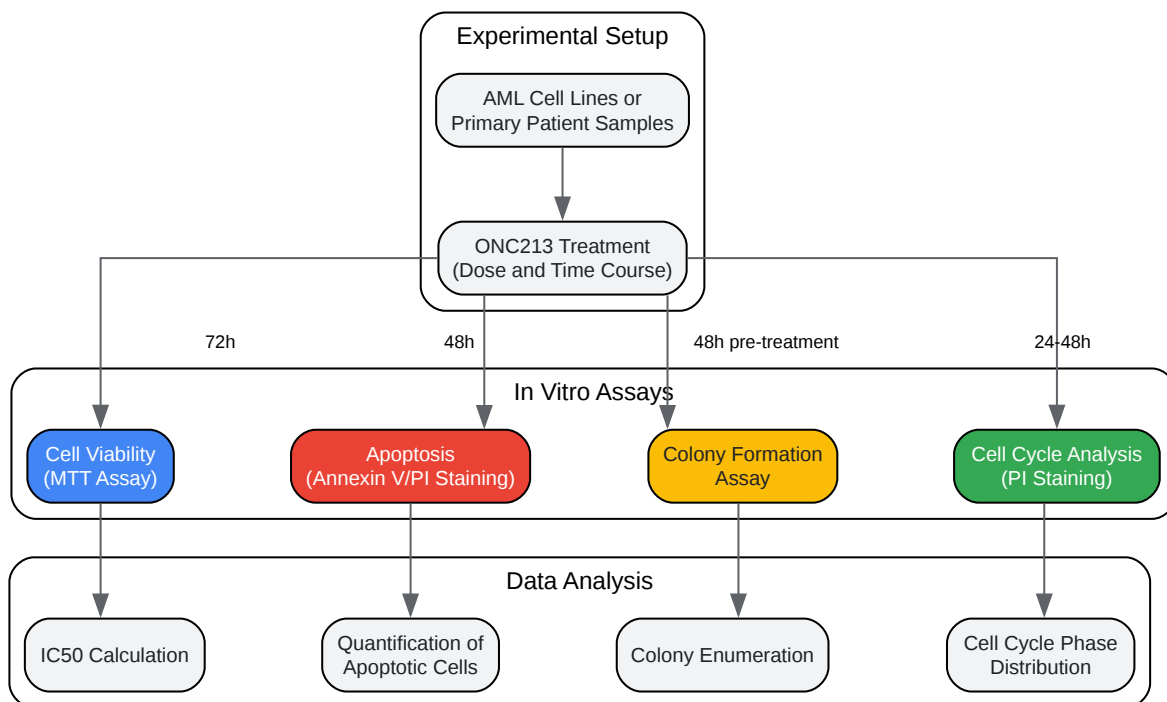 Experimental Setup
AML Cell Lines or
Primary Patient Samples
ONC213 Treatment
(Dose and Time Course)
72h
48h
48h pre-treatment
24-48h
In Vitro Assays
Cell Viability
(MTT Assay)
Apoptosis
(Annexin V/PI Staining)
Colony Formation
Assay
Cell Cycle Analysis
(PI Staining)
Data Analysis
IC50 Calculation
Quantification of
Apoptotic Cells
Colony Enumeration
Cell Cycle Phase
Distribution